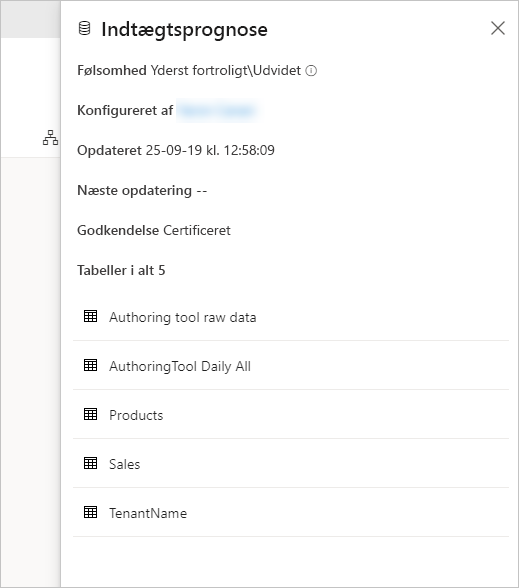 Indtægtsprognose
Følsomhed Yderst fortroligt\Udvidet
Konfigureret af
Opdateret 25-09-19 kl. 12:58:09
Næste opdatering --
Godkendelse Certificeret
Tabeller i alt 5
Authoring tool raw data
AuthoringTool Daily All
Products
Sales
TenantName